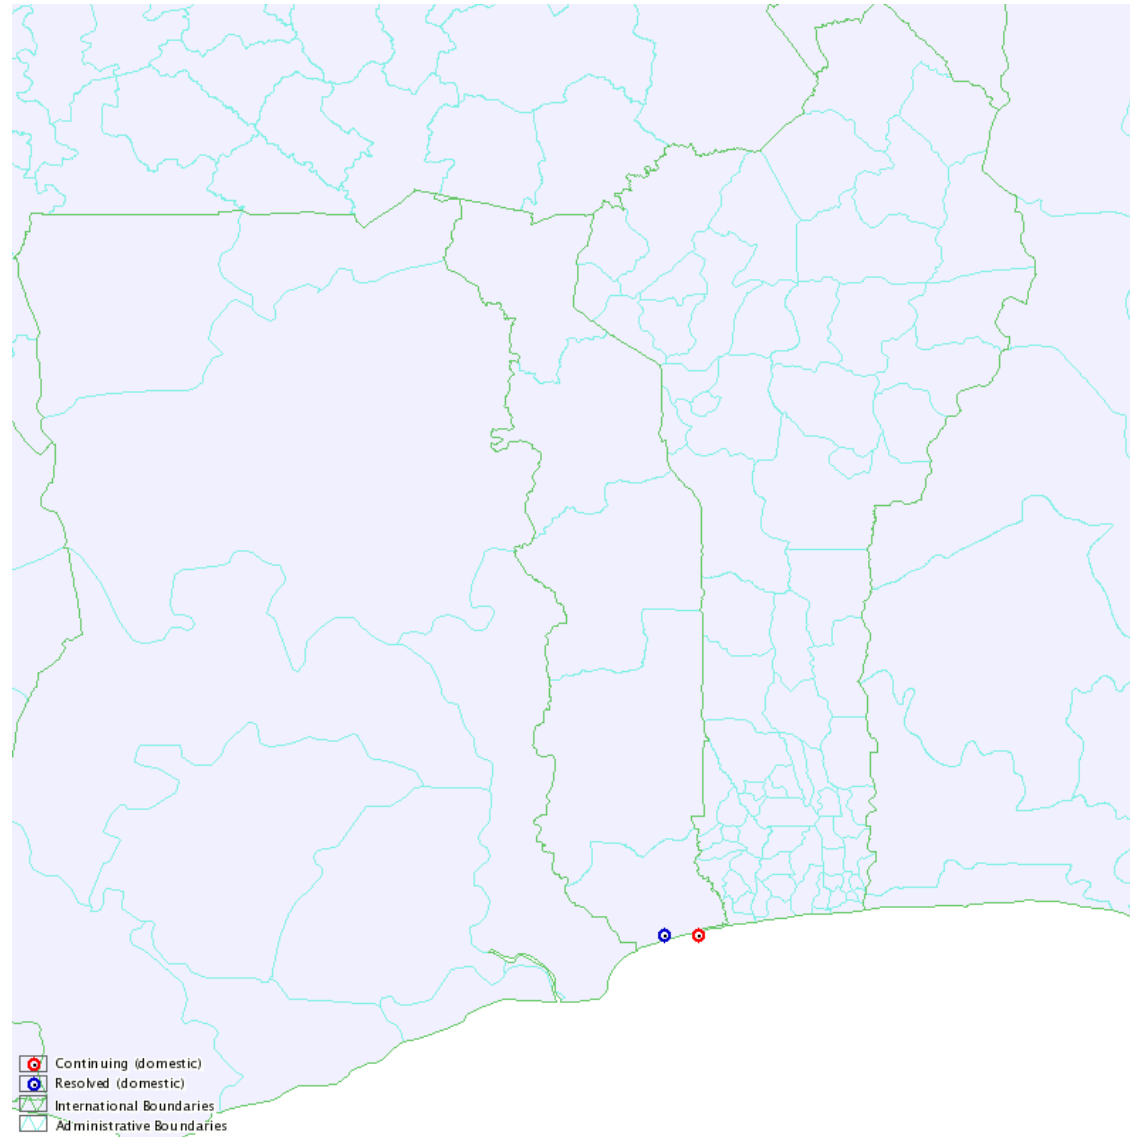 Continuing (domestic)
Resolved (domestic)
International Boundaries
Administrative Boundaries